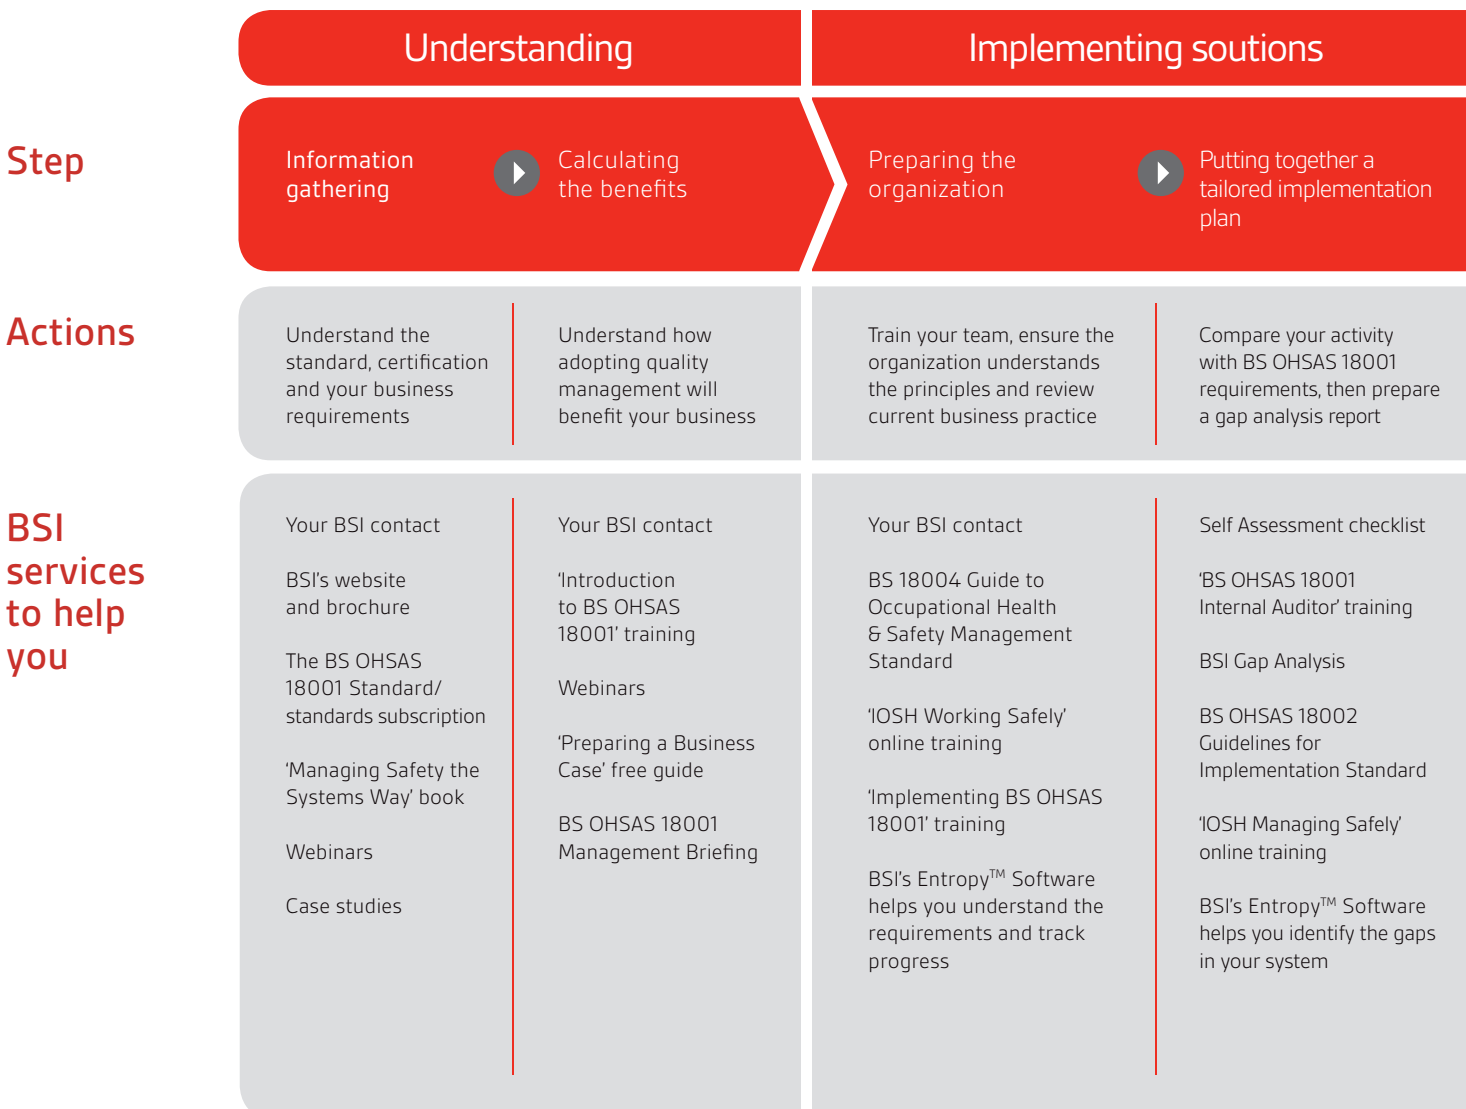 Understanding
Implementing soutions
Step
Information
gathering
Calculating
the benefits
Preparing the
organization
Putting together a
tailored implementation
plan
Actions
Understand the
standard, certification
and your business
requirements
Understand how
adopting quality
management will
benefit your business
Train your team, ensure the
organization understands
the principles and review
current business practice
Compare your activity
with BS OHSAS 18001
requirements, then prepare
a gap analysis report
BSI
services
to help
you
Your BSI contact
BSI's website
and brochure
The BS OHSAS
18001 Standard/
standards subscription
‘Managing Safety the
Systems Way’ book
Webinars
Case studies
Your BSI contact
‘Introduction
to BS OHSAS
18001’ training
Webinars
‘Preparing a Business
Case’ free guide
BS OHSAS 18001
Management Briefing
Your BSI contact
BS 18004 Guide to
Occupational Health
& Safety Management
Standard
‘IOSH Working Safely’
online training
‘Implementing BS OHSAS
18001’ training
BSI’s Entropy™ Software
helps you understand the
requirements and track
progress
Self Assessment checklist
‘BS OHSAS 18001
Internal Auditor’ training
BSI Gap Analysis
BS OHSAS 18002
Guidelines for
Implementation Standard
‘IOSH Managing Safely’
online training
BSI’s Entropy™ Software
helps you identify the gaps
in your system